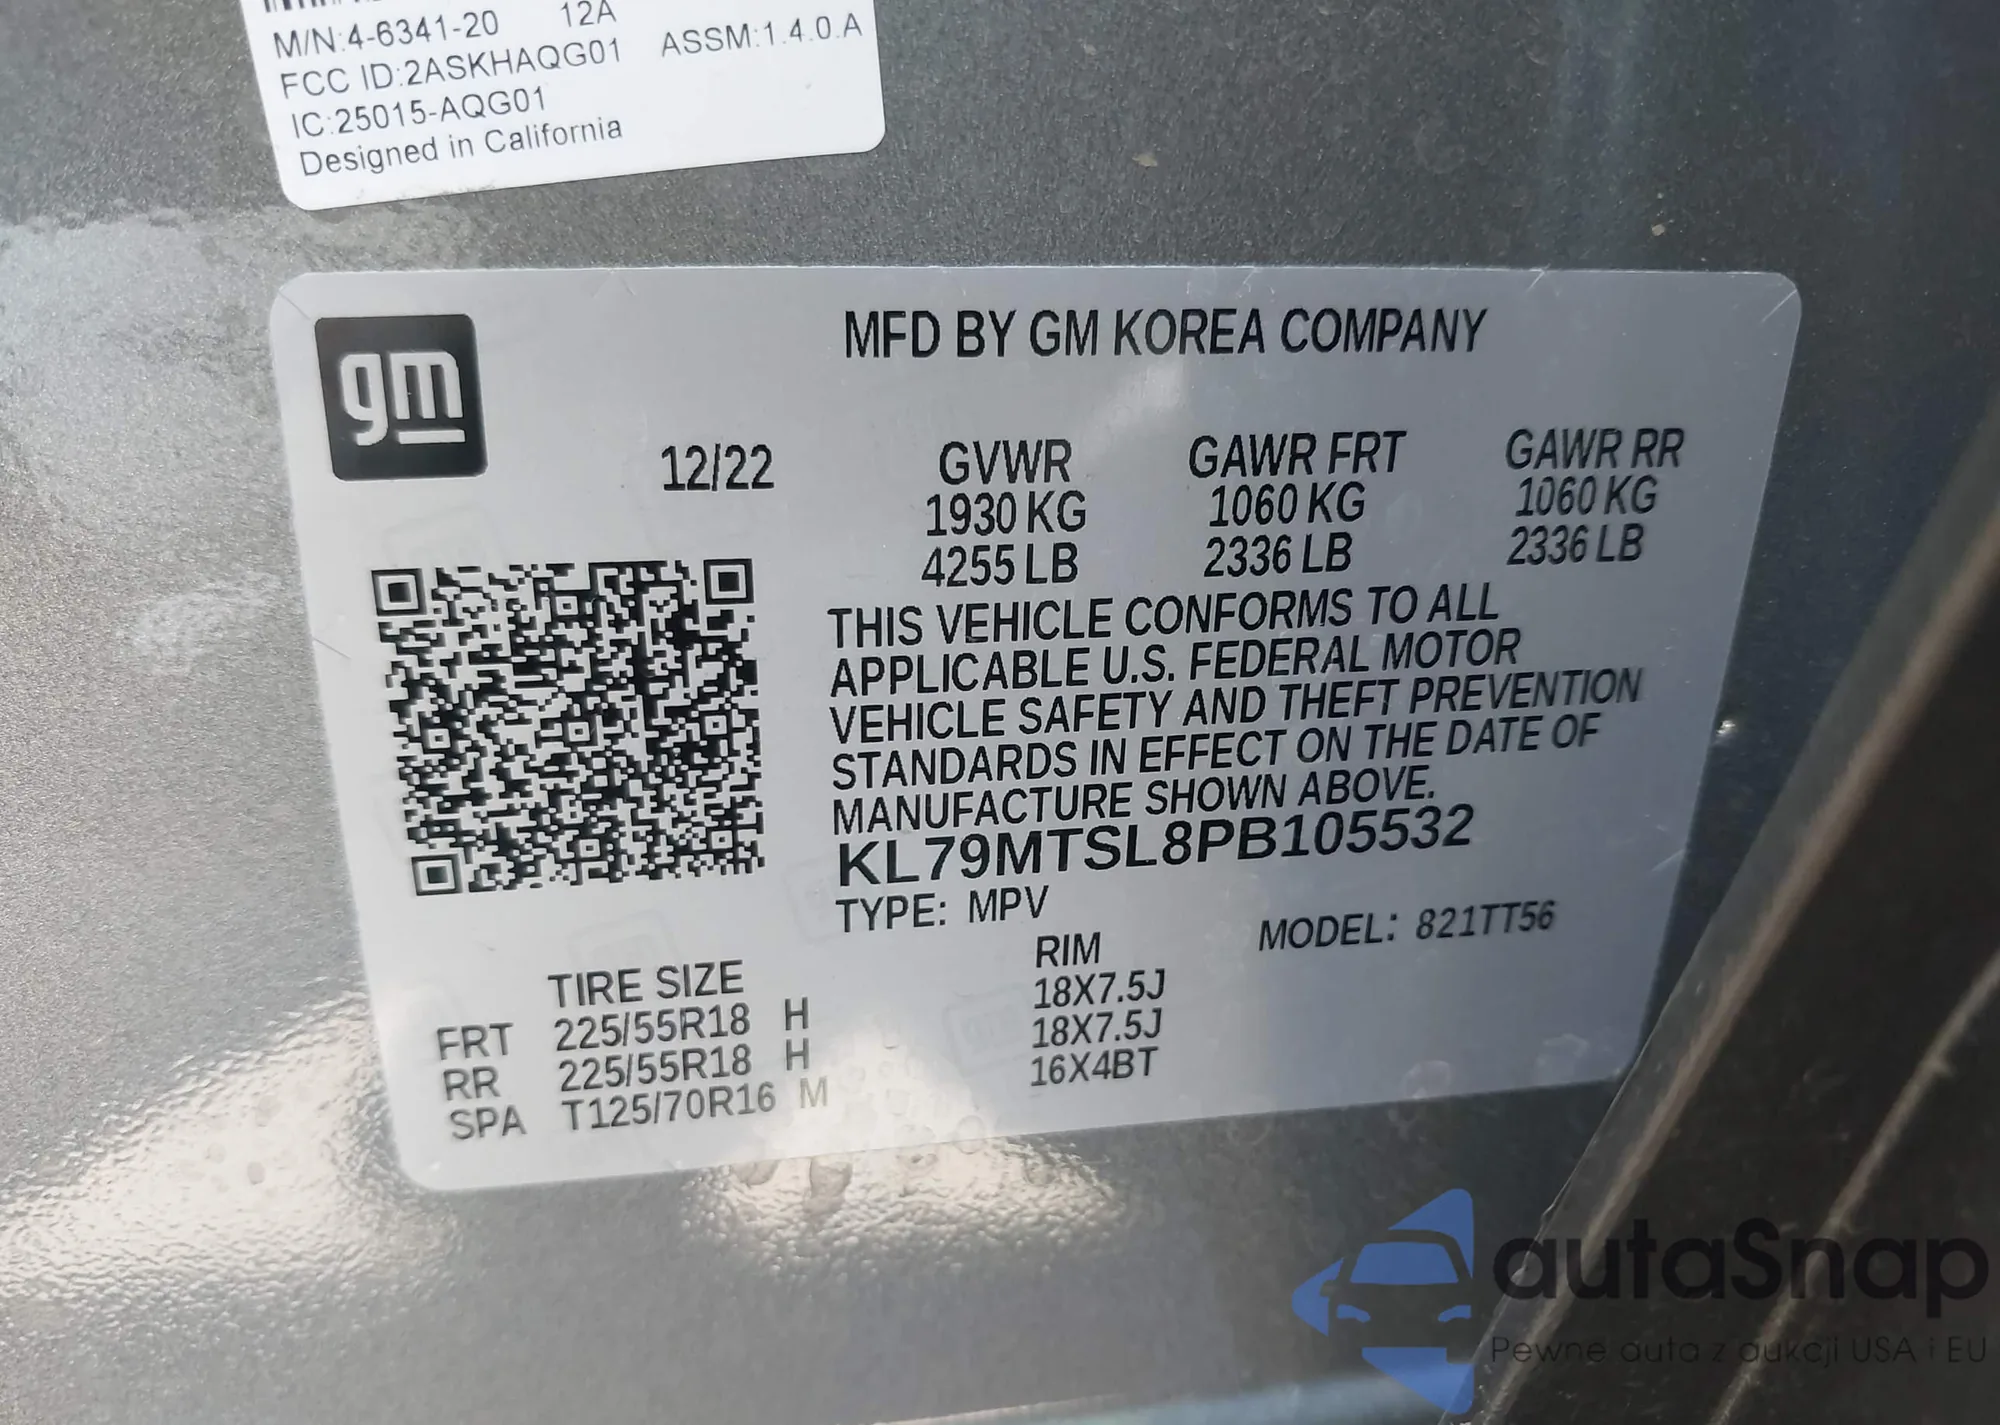 M/N:4-6341-20 12A
FCC ID:2ASKHAQG01 ASSM:1.4.0.A
IC:25015-AQG01
Designed in California
gm
MFD BY GM KOREA COMPANY
12/22 GVWR GAWR FRT GAWR RR
1930 KG 1060 KG 1060 KG
4255 LB 2336 LB 2336 LB
THIS VEHICLE CONFORMS TO ALL
APPLICABLE U.S. FEDERAL MOTOR
VEHICLE SAFETY AND THEFT PREVENTION
STANDARDS IN EFFECT ON THE DATE OF
MANUFACTURE SHOWN ABOVE.
KL79MTSL8PB105532
TYPE: MPV MODEL: 821TT56
TIRE SIZE RIM
FRT 225/55R18 H 18X7.5J
RR 225/55R18 H 18X7.5J
SPA T125/70R16 M 16X4BT
autaSnap
Pewne auta z aukcji USA i EU